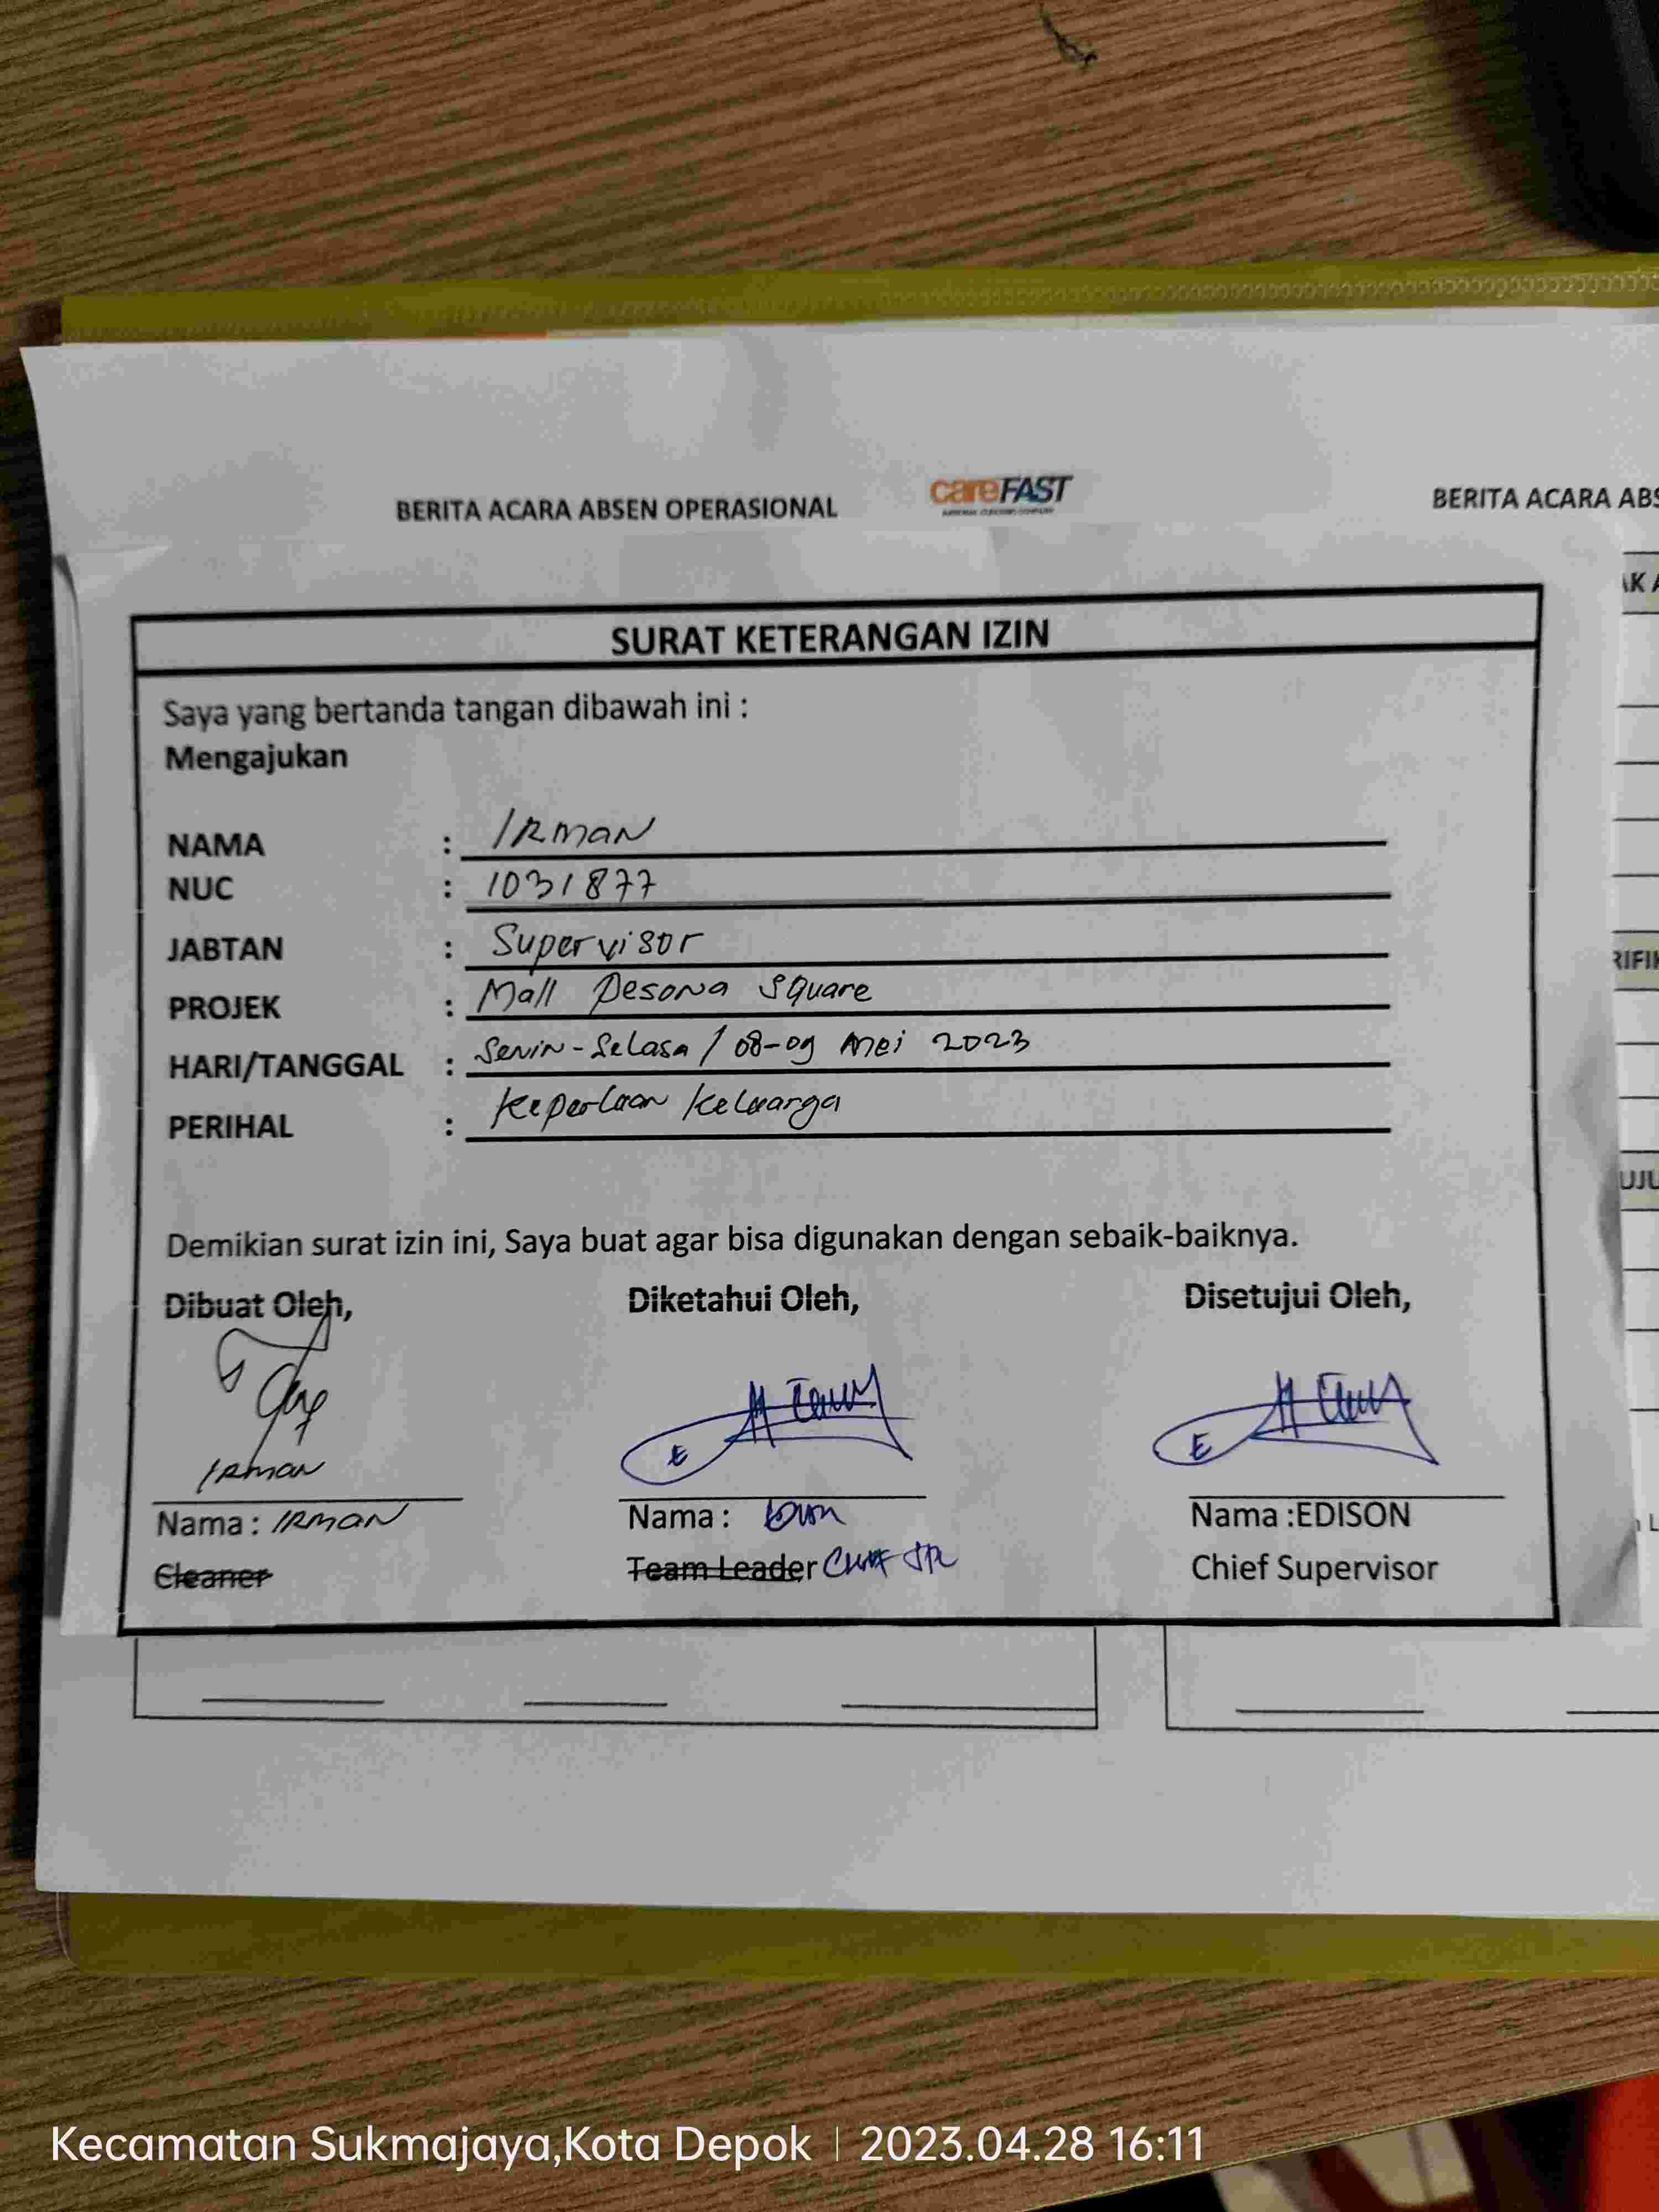 BERITA ACARA ABSEN OPERASIONAL
careFAST
BERITA ACARA ABS
SURAT KETERANGAN IZIN
Saya yang bertanda tangan dibawah ini :
Mengajukan
NAMA : IRMAN
NUC : 1031877
JABTAN : Supervisor
PROJEK : Mall Pesona Square
HARI/TANGGAL : Senin-Selasa / 08-09 Mei 2023
PERIHAL : Keperluan Keluarga
Demikian surat izin ini, Saya buat agar bisa digunakan dengan sebaik-baiknya.
Dibuat Oleh, Diketahui Oleh, Disetujui Oleh,
IRMAN
Nama : IRMAN Nama : Nama :EDISON
Cleaner Team Leader Chief Supervisor
Kecamatan Sukmajaya,Kota Depok | 2023.04.28 16:11